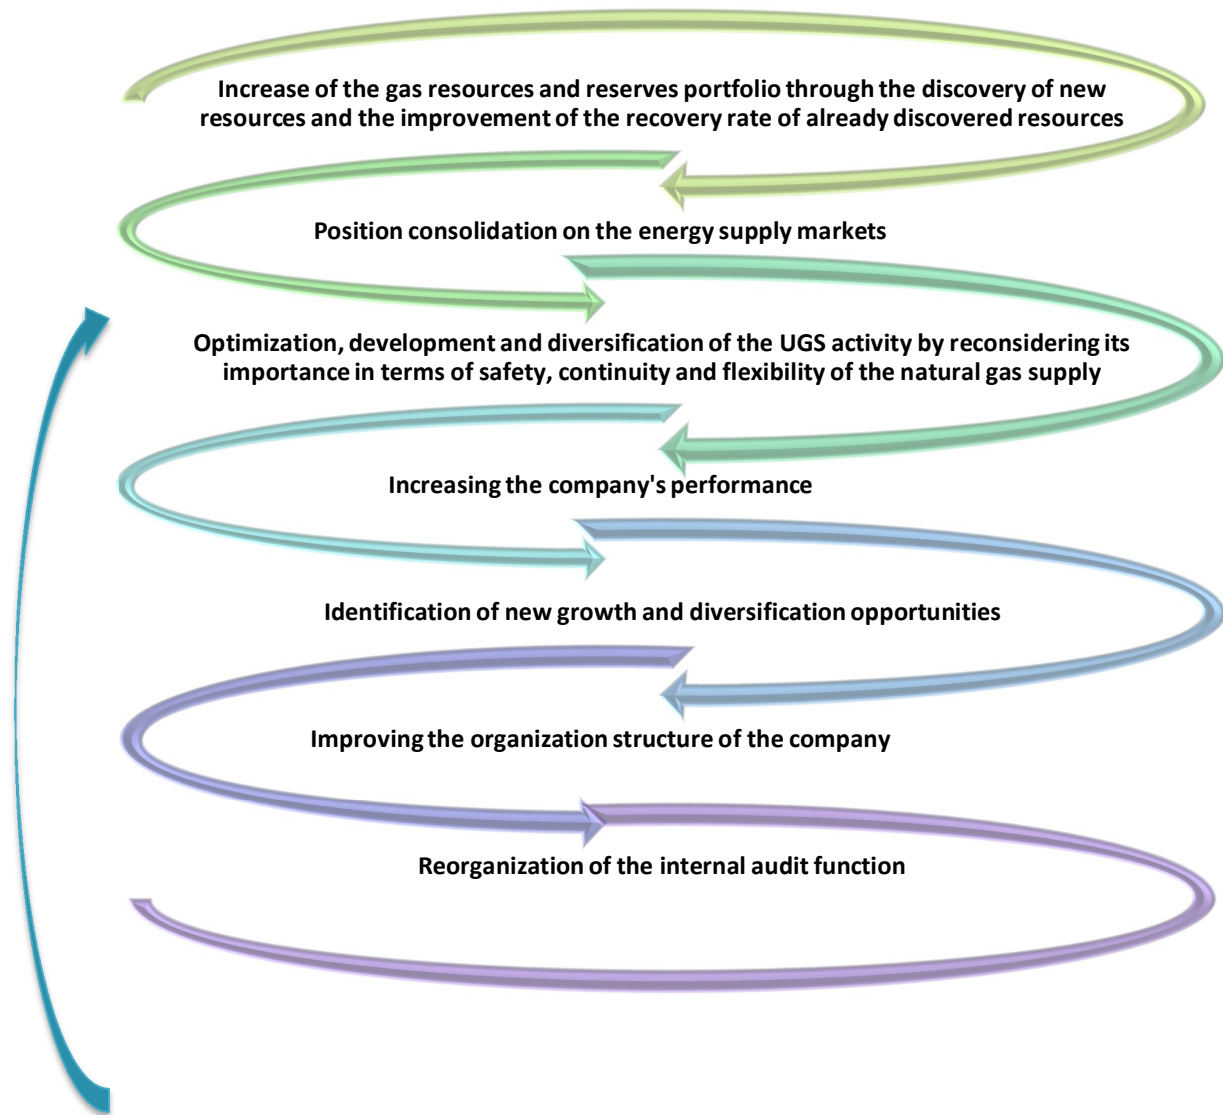 Increase of the gas resources and reserves portfolio through the discovery of new
resources and the improvement of the recovery rate of already discovered resources
Position consolidation on the energy supply markets
Optimization, development and diversification of the UGS activity by reconsidering its
importance in terms of safety, continuity and flexibility of the natural gas supply
Increasing the company's performance
Identification of new growth and diversification opportunities
Improving the organization structure of the company
Reorganization of the internal audit function